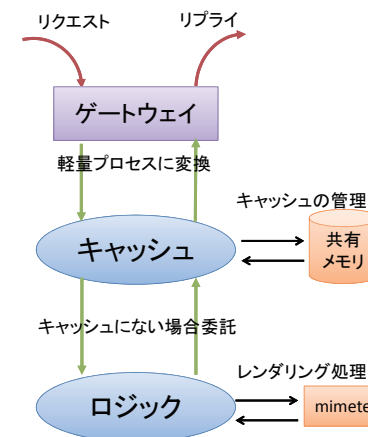 リクエスト
リプライ
ゲートウェイ
軽量プロセスに変換
キャッシュの管理
キャッシュ
共有
メモリ
キャッシュにない場合委託
レンダリング処理
ロジック